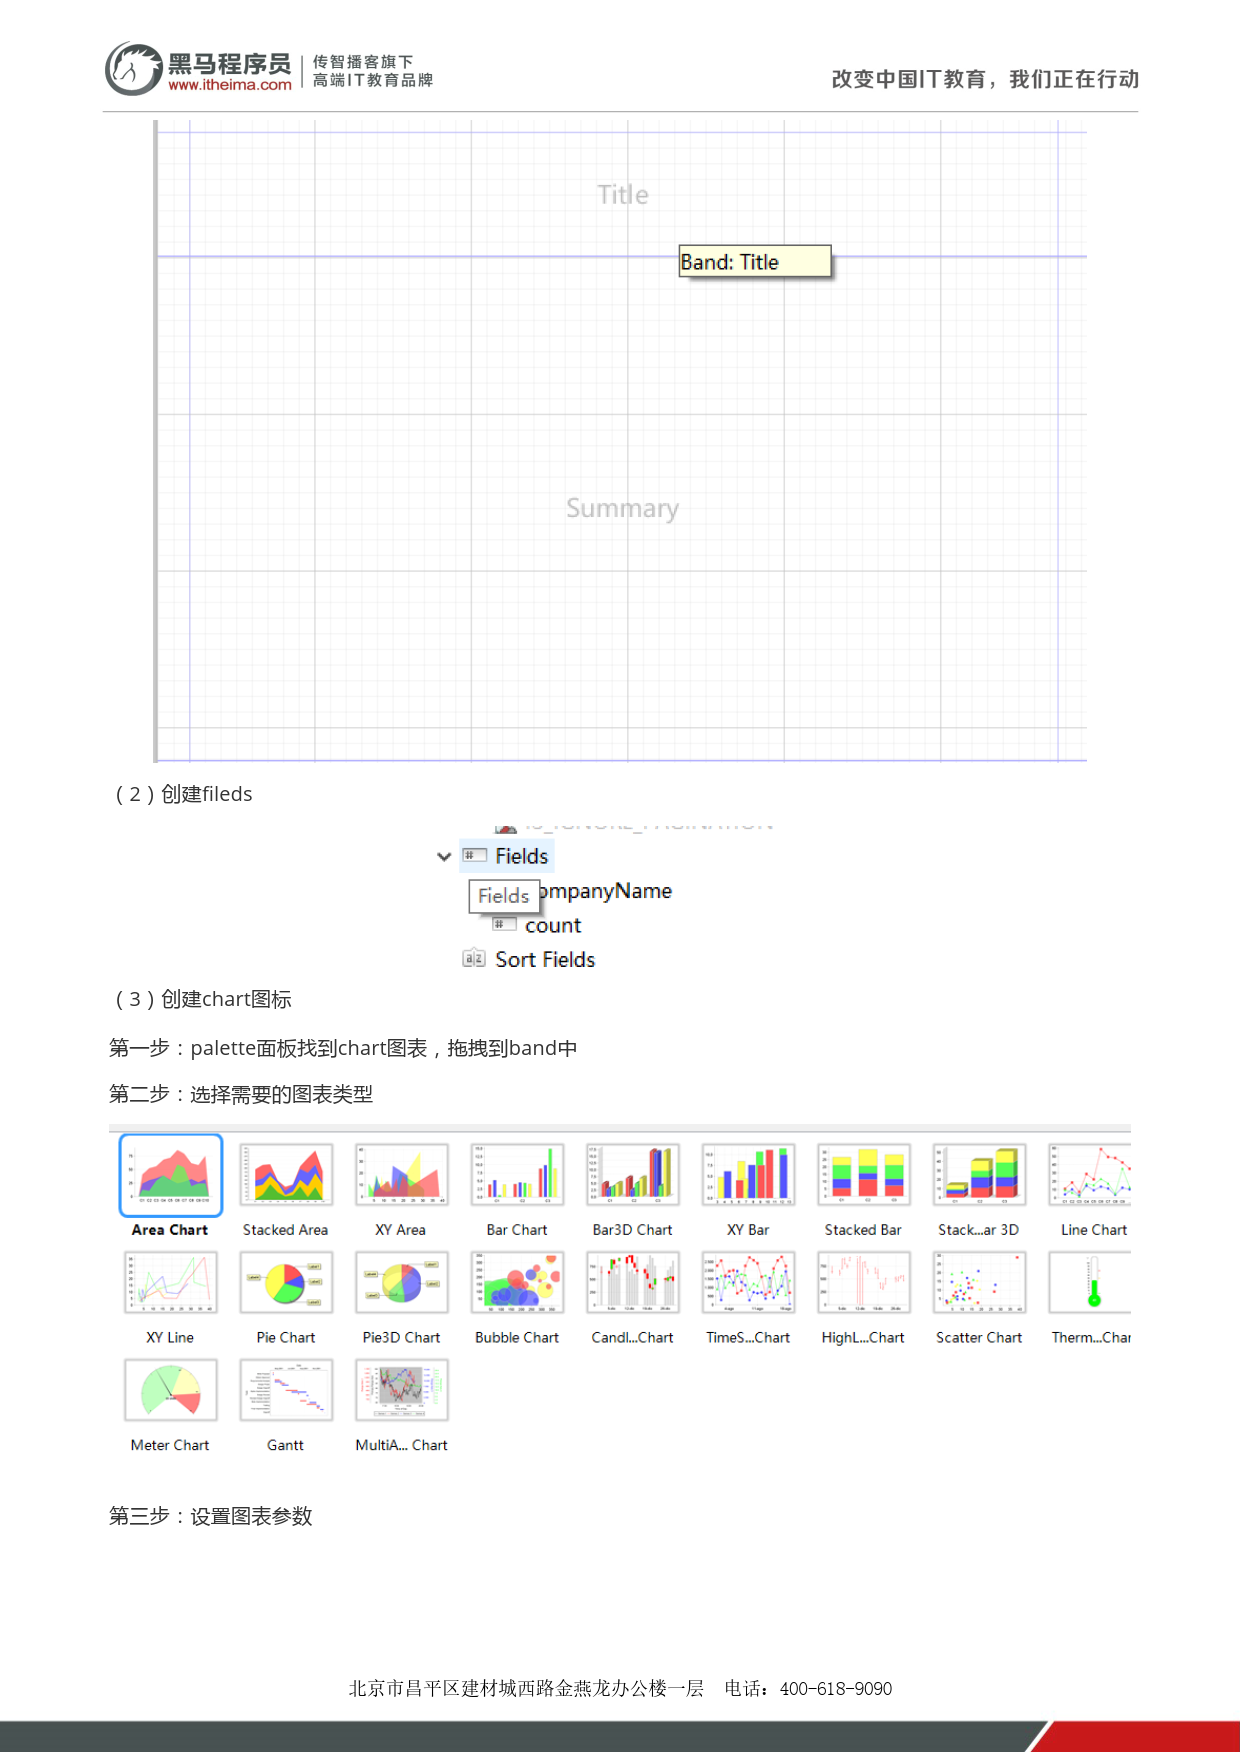 黑马程序员
www.itheima.com
传智播客旗下
高端IT教育品牌
改变中国IT教育，我们正在行动
Title
Band: Title
Summary
（2）创建fileds
Fields
Fields
ompanyName
count
Sort Fields
（3）创建chart图标
第一步：palette面板找到chart图表，拖拽到band中
第二步：选择需要的图表类型
Area Chart Stacked Area XY Area Bar Chart Bar3D Chart XY Bar Stacked Bar Stack...ar 3D Line Chart
XY Line Pie Chart Pie3D Chart Bubble Chart Candl...Chart TimeS...Chart HighL...Chart Scatter Chart Therm...Char
Meter Chart Gantt MultiA... Chart
第三步：设置图表参数
北京市昌平区建材城西路金燕龙办公楼一层 电话：400-618-9090